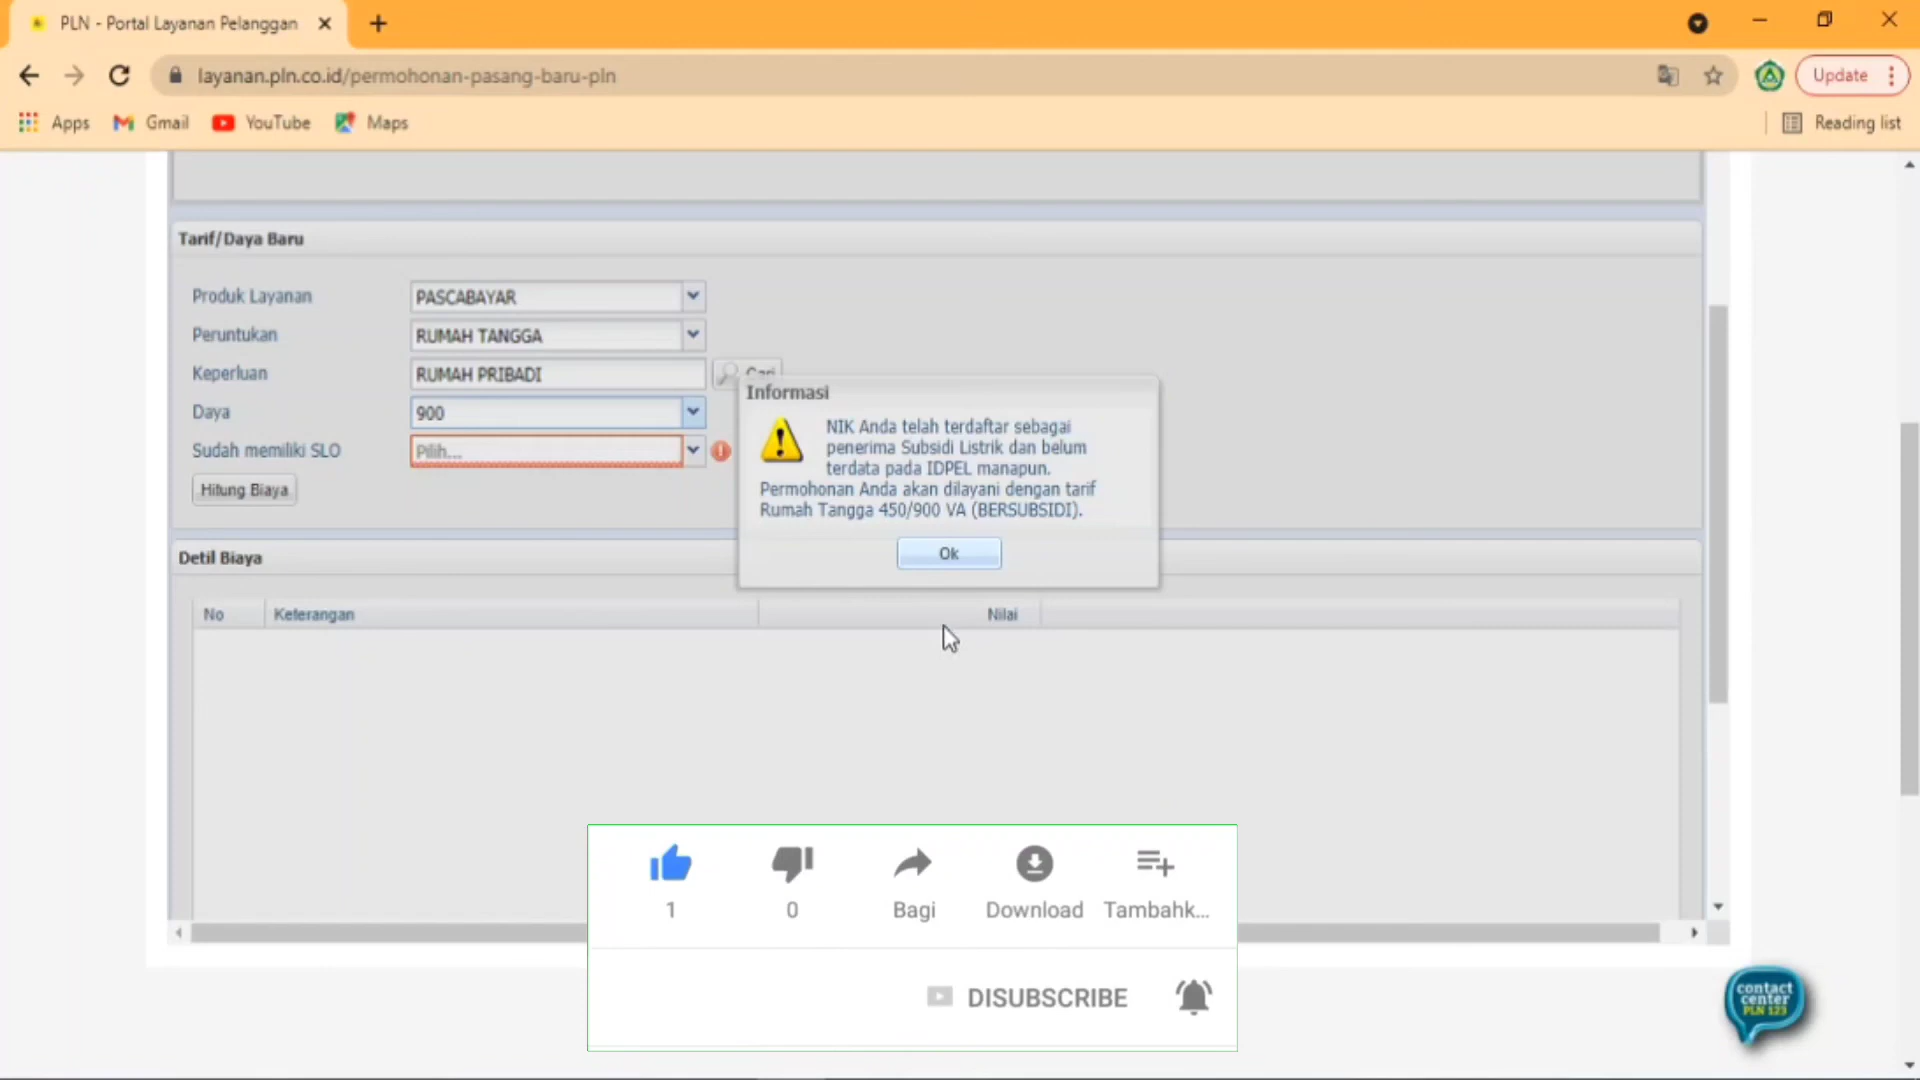 PLN - Portal Layanan Pelanggan
layanan.pln.co.id/permohonan-pasang-baru-pln
Update
Apps
Gmail
YouTube
Maps
Reading list
Tarif/Daya Baru
Produk Layanan
PASCABAYAR
Peruntukan
RUMAH TANGGA
Keperluan
RUMAH PRIBADI
Cari
Daya
900
Sudah memiliki SLO
Pilih...
Hitung Biaya
Informasi
NIK Anda telah terdaftar sebagai
penerima Subsidi Listrik dan belum
terdata pada IDPEL manapun.
Permohonan Anda akan dilayani dengan tarif
Rumah Tangga 450/900 VA (BERSUBSIDI).
Ok
Detil Biaya
No
Keterangan
Nilai
1
0
Bagi
Download
Tambahk...
DISUBSCRIBE
contact
center
PLN 123